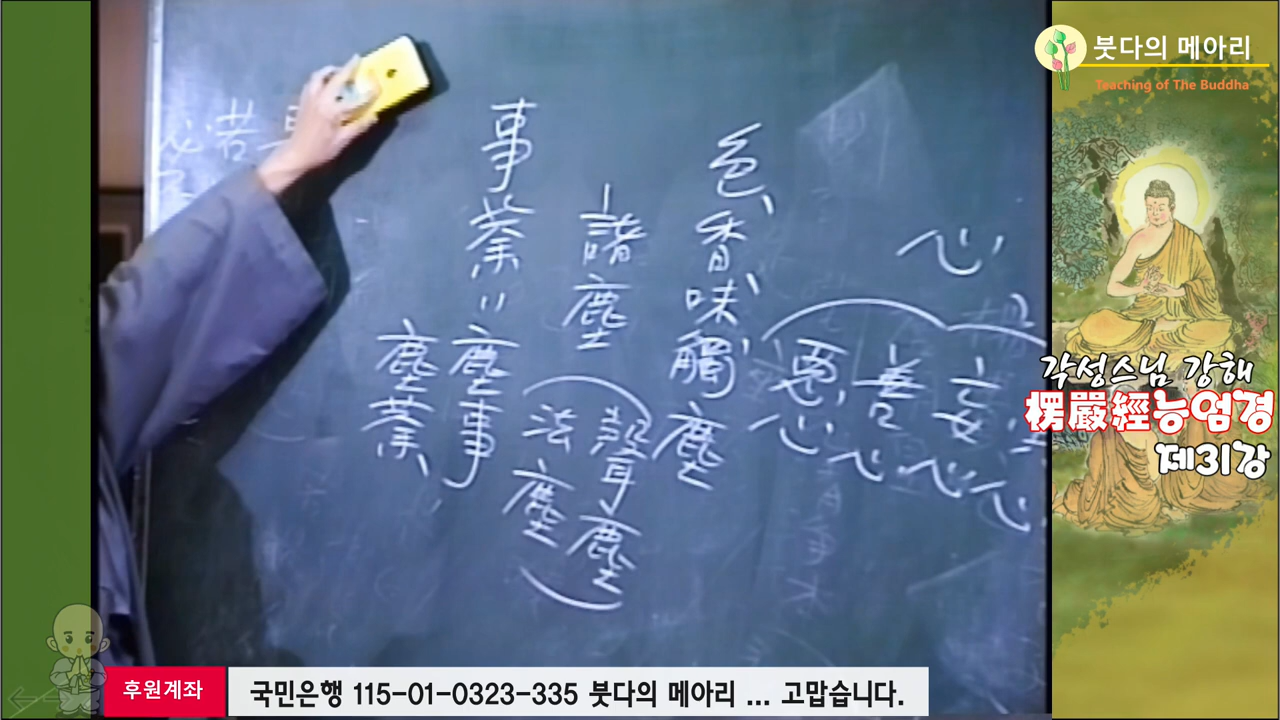 붓다의 메아리
Teaching of The Buddha
각성스님 강해
楞嚴經능엄경
제31강
心
妄心
善心
惡心
色、香、味、觸塵
諸塵
(聲塵
法塵)
事業 〃 塵事
塵業、
若
心
후원계좌
국민은행 115-01-0323-335 붓다의 메아리 ... 고맙습니다.